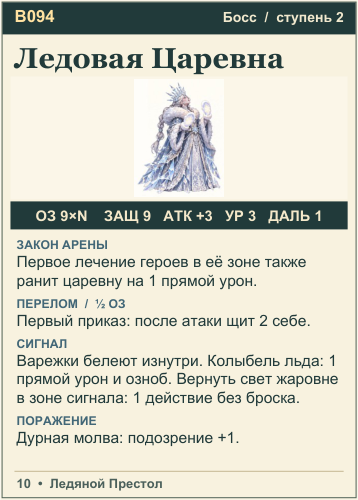 B094
Босс / ступень 2
Ледовая Царевна
ОЗ 9×N ЗАЩ 9 АТК +3 УР 3 ДАЛЬ 1
ЗАКОН АРЕНЫ
Первое лечение героев в её зоне также
ранит царевну на 1 прямой урон.
ПЕРЕЛОМ / ½ ОЗ
Первый приказ: после атаки щит 2 себе.
СИГНАЛ
Варежки белеют изнутри. Колыбель льда: 1
прямой урон и озноб. Вернуть свет жаровне
в зоне сигнала: 1 действие без броска.
ПОРАЖЕНИЕ
Дурная молва: подозрение +1.
10 • Ледяной Престол